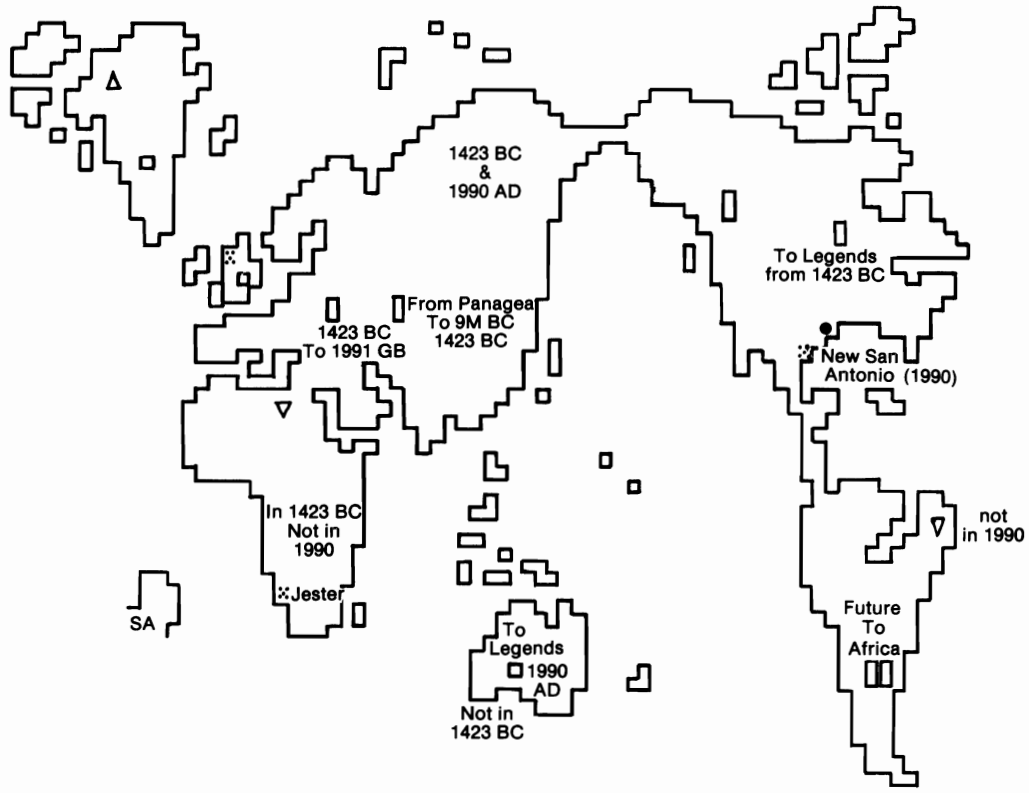 1423 BC
&
1990 AD
To Legends
from 1423 BC
From Panagea
To 9M BC
1423 BC
1423 BC
To 1991 GB
New San
Antonio (1990)
In 1423 BC
Not in
1990
not
in 1990
Jester
SA
Future
To
Africa
To
Legends
1990
AD
Not in
1423 BC